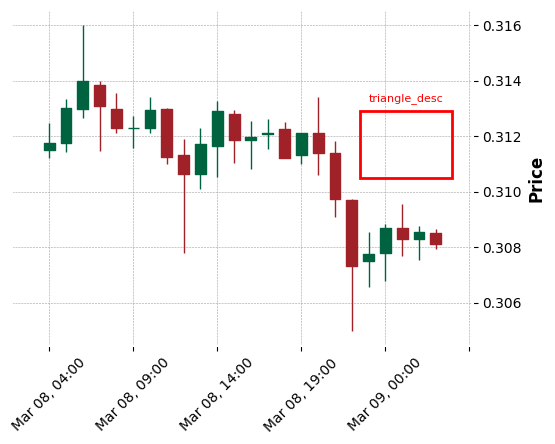 0.316
0.314
triangle_desc
0.312
0.310
0.308
0.306
Price
Mar 08, 04:00
Mar 08, 09:00
Mar 08, 14:00
Mar 08, 19:00
Mar 09, 00:00